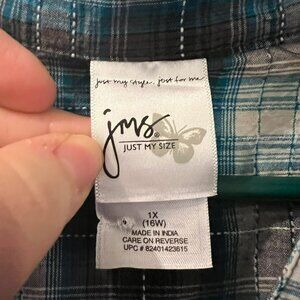 just my style. just for me.
jms
JUST MY SIZE
1X
(16W)
MADE IN INDIA
CARE ON REVERSE
UPC # 82401423615